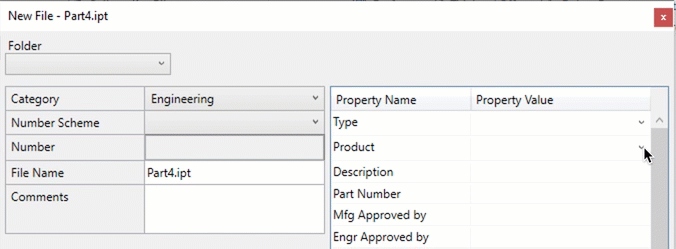 New File - Part4.ipt
x
Folder
Category Engineering
Number Scheme
Number
File Name Part4.ipt
Comments
Property Name Property Value
Type
Product
Description
Part Number
Mfg Approved by
Engr Approved by